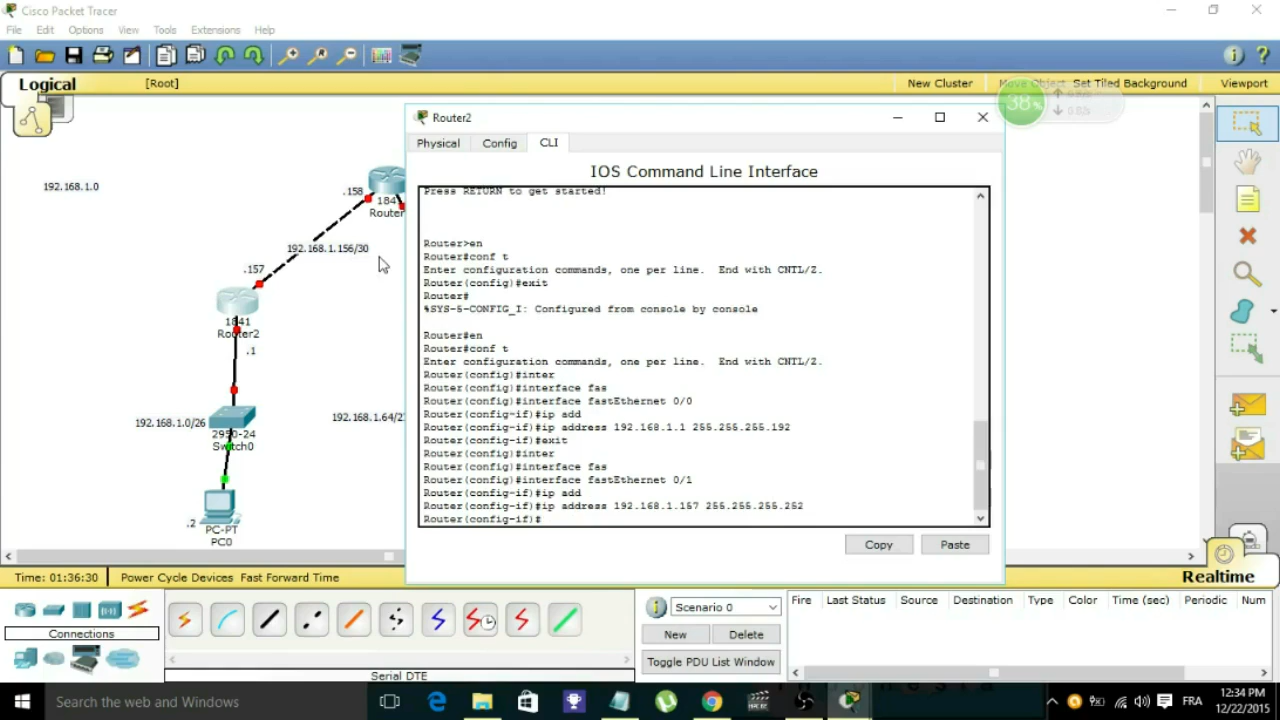 Cisco Packet Tracer
File Edit Options View Tools Extensions Help
Logical [Root] New Cluster Move Object Set Tiled Background Viewport
38%
192.168.1.0
.158
1841
Router
192.168.1.156/30
.157
1841
Router2
.1
192.168.1.0/26
2950-24
Switch0
192.168.1.64/2
.2
PC-PT
PC0
Router2
Physical Config CLI
IOS Command Line Interface
Press RETURN to get started!
Router>en
Router#conf t
Enter configuration commands, one per line. End with CNTL/Z.
Router(config)#exit
Router#
%SYS-5-CONFIG_I: Configured from console by console
Router#en
Router#conf t
Enter configuration commands, one per line. End with CNTL/Z.
Router(config)#inter
Router(config)#interface fas
Router(config)#interface fastEthernet 0/0
Router(config-if)#ip add
Router(config-if)#ip address 192.168.1.1 255.255.255.192
Router(config-if)#exit
Router(config)#inter
Router(config)#interface fas
Router(config)#interface fastEthernet 0/1
Router(config-if)#ip add
Router(config-if)#ip address 192.168.1.157 255.255.255.252
Router(config-if)#
Copy Paste
Time: 01:36:30 Power Cycle Devices Fast Forward Time Realtime
Connections
Serial DTE
Scenario 0
New Delete
Toggle PDU List Window
Fire Last Status Source Destination Type Color Time (sec) Periodic Num
Search the web and Windows
FRA
12:34 PM
12/22/2015